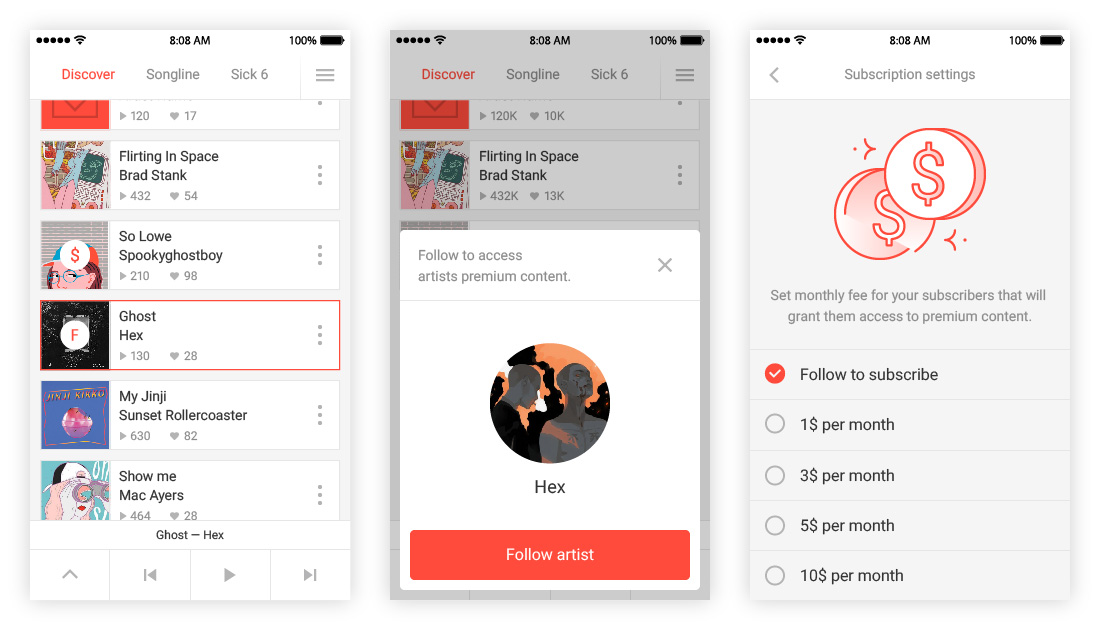 8:08 AM
100%
Discover
Songline
Sick 6
120
17
Flirting In Space
Brad Stank
432
54
$
So Lowe
Spookyghostboy
210
98
F
Ghost
Hex
130
28
JINJI KIKKO
My Jinji
Sunset Rollercoaster
630
82
Show me
Mac Ayers
464
28
Ghost — Hex
8:08 AM
100%
Discover
Songline
Sick 6
120K
10K
Flirting In Space
Brad Stank
432K
13K
Follow to access
artists premium content.
Hex
Follow artist
8:08 AM
100%
Subscription settings
$
$
Set monthly fee for your subscribers that will
grant them access to premium content.
Follow to subscribe
1$ per month
3$ per month
5$ per month
10$ per month